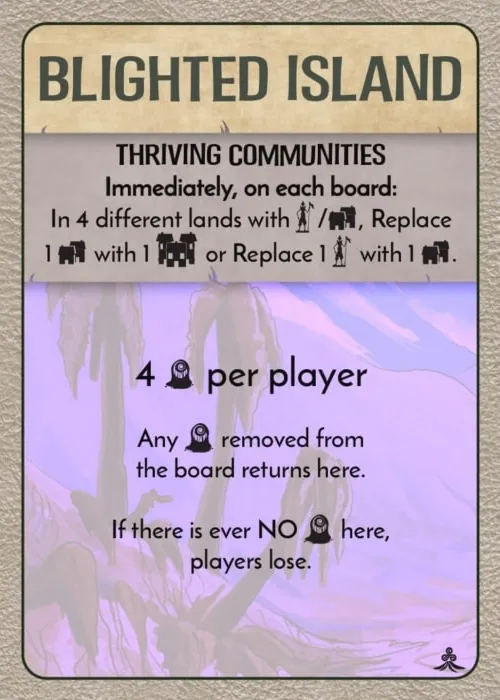 BLIGHTED ISLAND
THRIVING COMMUNITIES
Immediately, on each board:
In 4 different lands with / , Replace
1 with 1 or Replace 1 with 1 .
4 per player
Any removed from
the board returns here.
If there is ever NO here,
players lose.